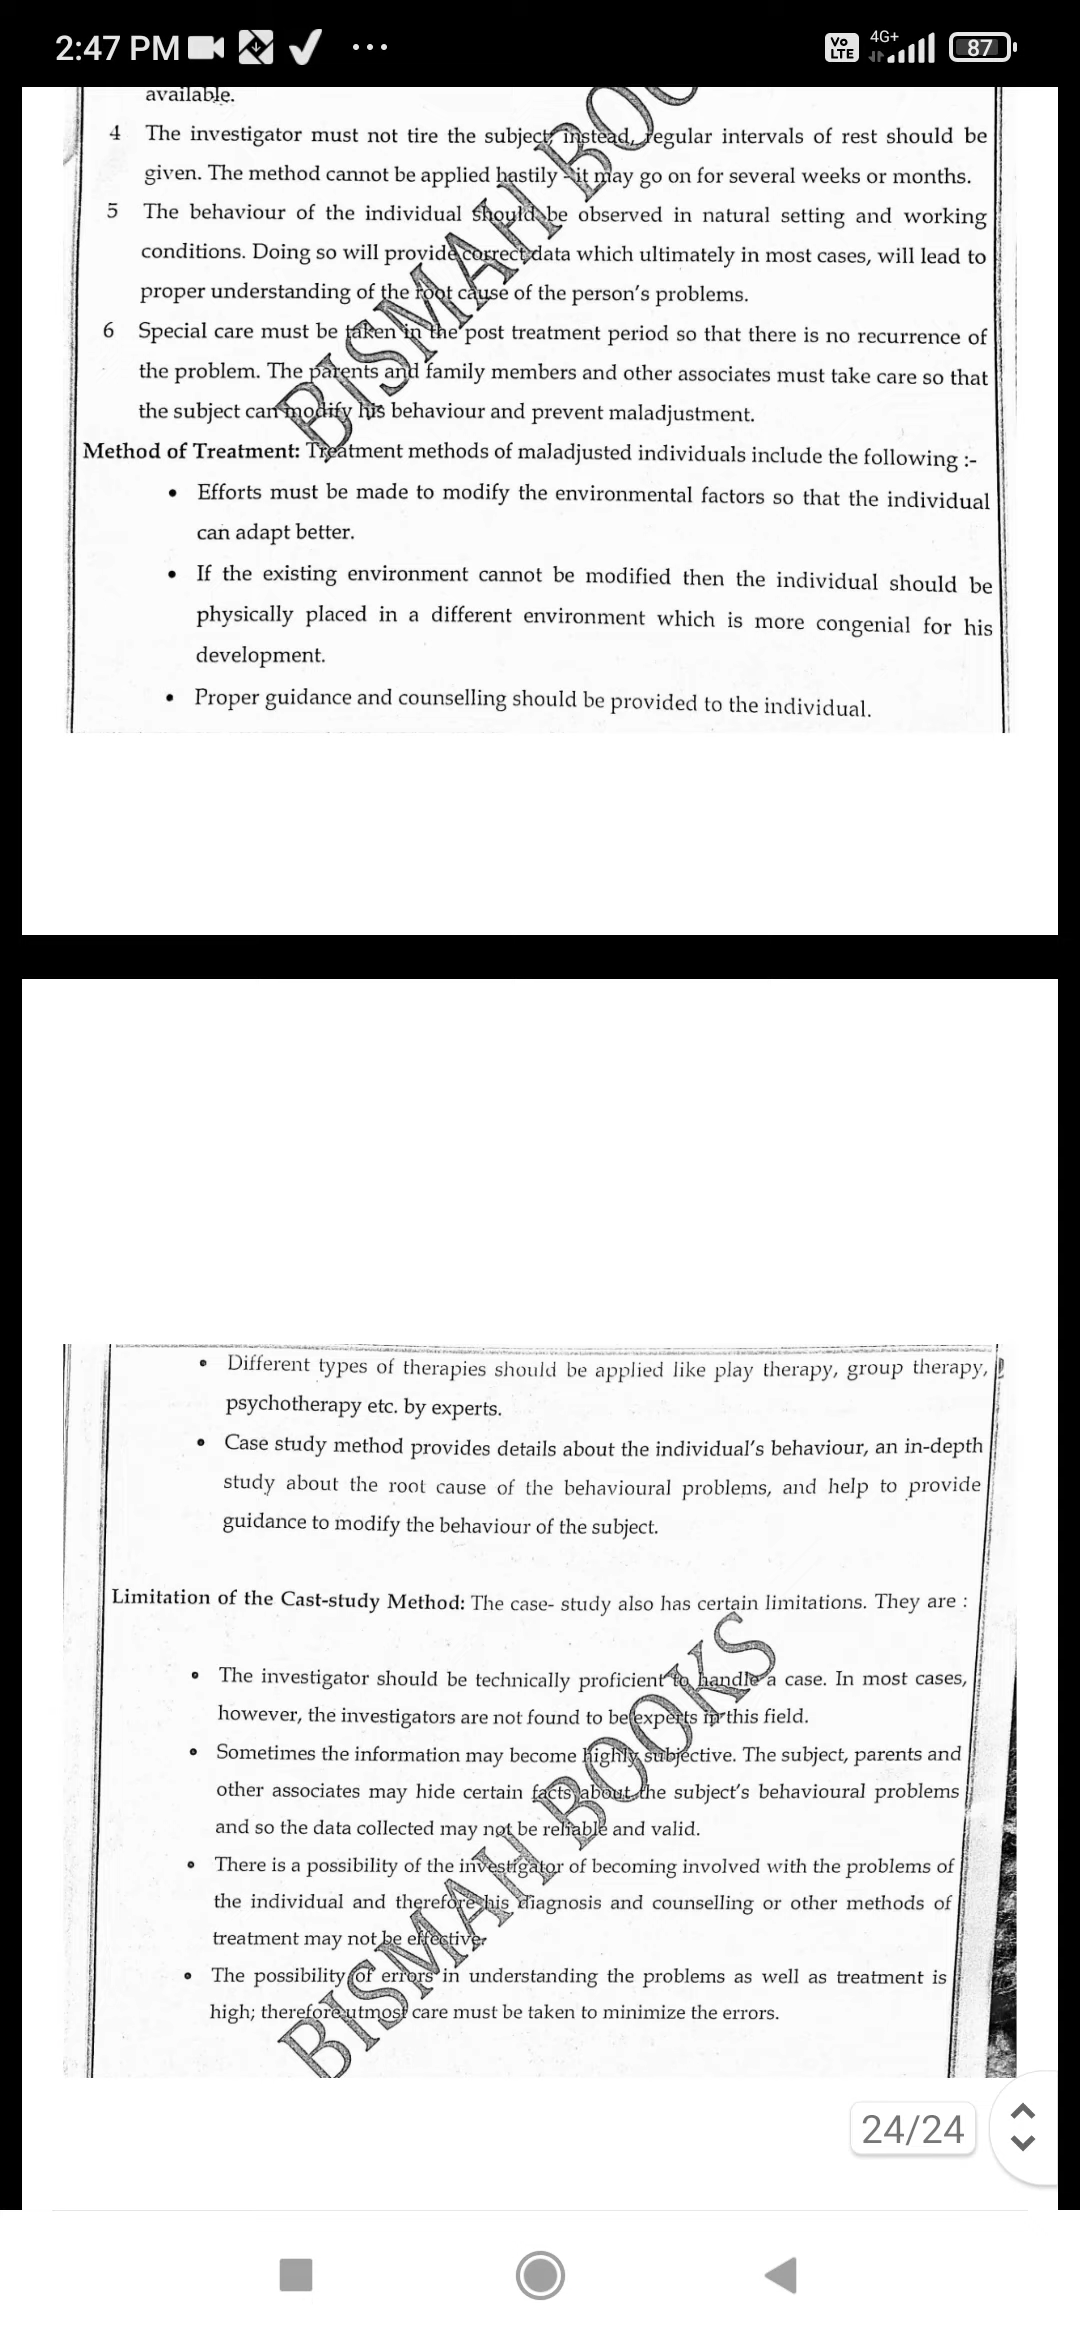 2:47 PM
Vo LTE 4G+ 87
available.
4 The investigator must not tire the subject, instead, regular intervals of rest should be
given. The method cannot be applied hastily - it may go on for several weeks or months.
5 The behaviour of the individual should be observed in natural setting and working
conditions. Doing so will provide correct data which ultimately in most cases, will lead to
proper understanding of the root cause of the person's problems.
6 Special care must be taken in the post treatment period so that there is no recurrence of
the problem. The parents and family members and other associates must take care so that
the subject can modify his behaviour and prevent maladjustment.
Method of Treatment: Treatment methods of maladjusted individuals include the following :-
• Efforts must be made to modify the environmental factors so that the individual
can adapt better.
• If the existing environment cannot be modified then the individual should be
physically placed in a different environment which is more congenial for his
development.
• Proper guidance and counselling should be provided to the individual.
BISMAH BOO
• Different types of therapies should be applied like play therapy, group therapy,
psychotherapy etc. by experts.
• Case study method provides details about the individual's behaviour, an in-depth
study about the root cause of the behavioural problems, and help to provide
guidance to modify the behaviour of the subject.
Limitation of the Cast-study Method: The case- study also has certain limitations. They are :
• The investigator should be technically proficient to handle a case. In most cases,
however, the investigators are not found to be experts in this field.
• Sometimes the information may become highly subjective. The subject, parents and
other associates may hide certain facts about the subject's behavioural problems
and so the data collected may not be reliable and valid.
• There is a possibility of the investigator of becoming involved with the problems of
the individual and therefore his diagnosis and counselling or other methods of
treatment may not be effective.
• The possibility of errors in understanding the problems as well as treatment is
high; therefore utmost care must be taken to minimize the errors.
BISMAH BOOKS
24/24